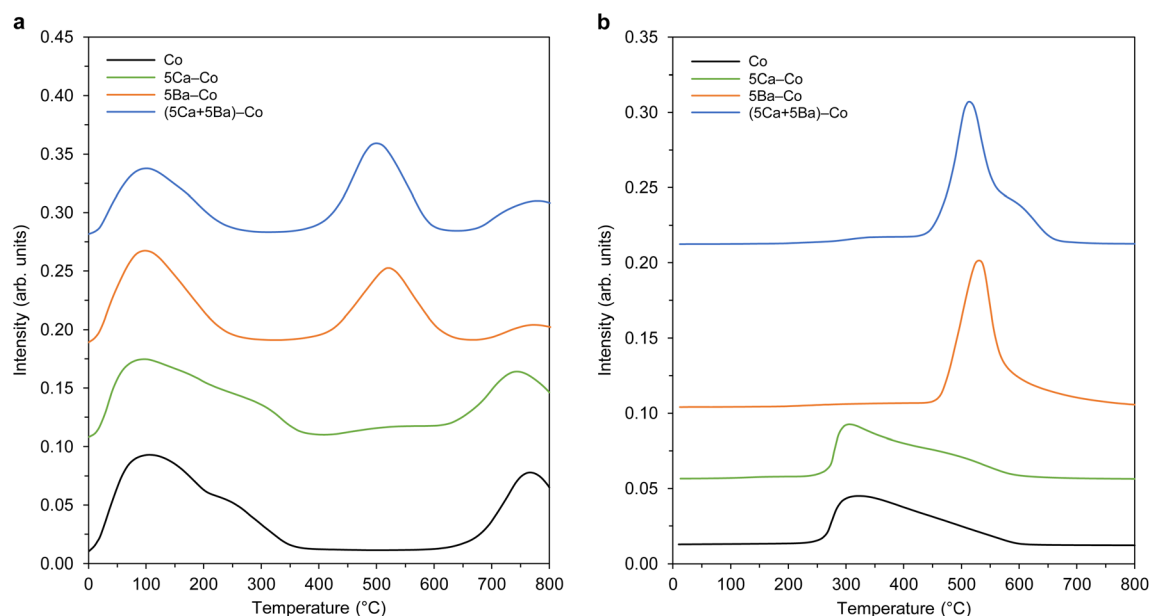 a
Intensity (arb. units)
0.45
0.40
0.35
0.30
0.25
0.20
0.15
0.10
0.05
0.00
Co
5Ca–Co
5Ba–Co
(5Ca+5Ba)–Co
0 100 200 300 400 500 600 700 800
Temperature (°C)
b
Intensity (arb. units)
0.35
0.30
0.25
0.20
0.15
0.10
0.05
0.00
Co
5Ca–Co
5Ba–Co
(5Ca+5Ba)–Co
0 100 200 300 400 500 600 700 800
Temperature (°C)